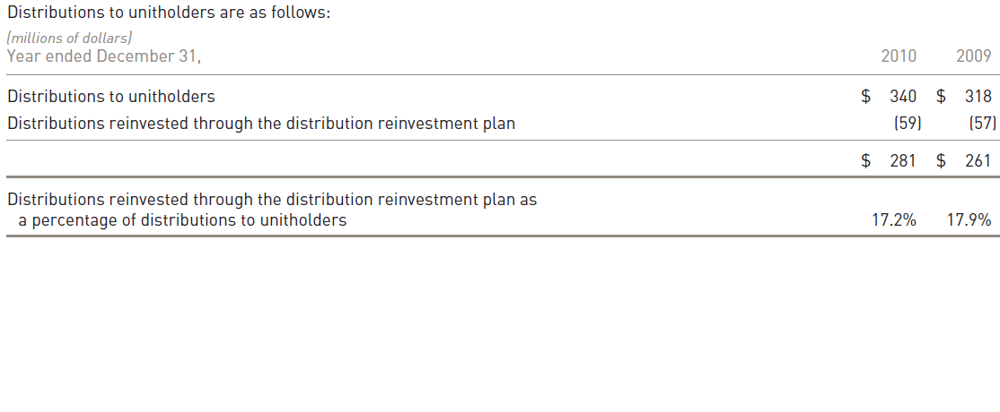 Distributions to unitholders are as follows:
(millions of dollars)
Year ended December 31, 2010 2009
Distributions to unitholders $ 340 $ 318
Distributions reinvested through the distribution reinvestment plan (59) (57)
$ 281 $ 261
Distributions reinvested through the distribution reinvestment plan as
a percentage of distributions to unitholders 17.2% 17.9%